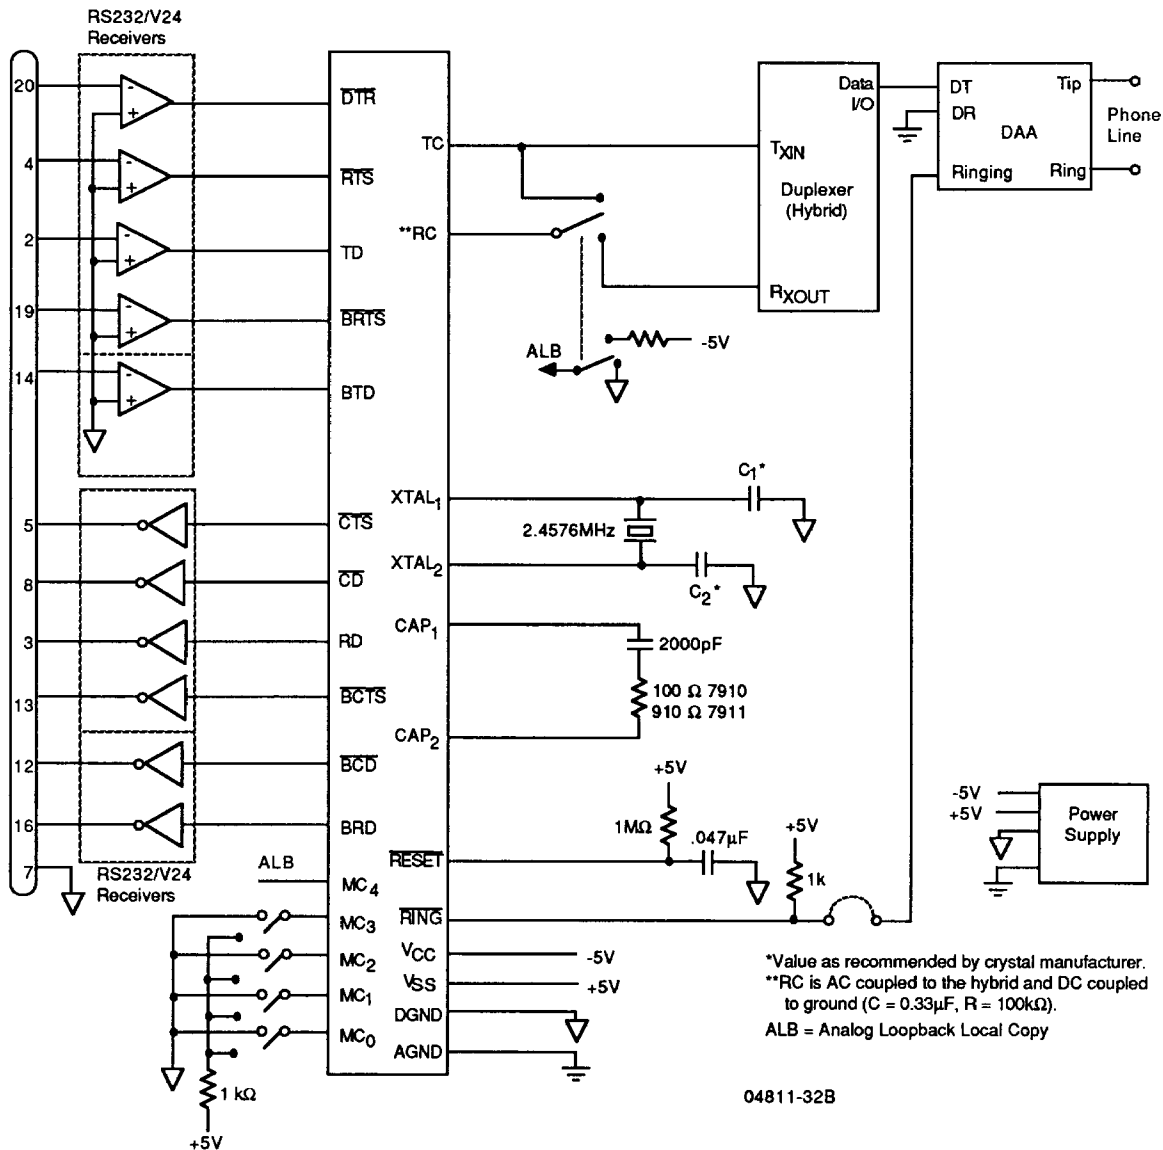 RS232/V24
Receivers
20
4
2
19
14
5
8
3
13
12
16
7
RS232/V24
Receivers
DTR
RTS
TD
BRTS
BTD
CTS
CD
RD
BCTS
BCD
BRD
ALB
MC4
MC3
MC2
MC1
MC0
1 kΩ
+5V
TC
**RC
XTAL1
XTAL2
CAP1
CAP2
RESET
RING
VCC
VSS
DGND
AGND
-5V
+5V
ALB
-5V
2.4576MHz
C1*
C2*
2000pF
100 Ω 7910
910 Ω 7911
+5V
1MΩ
.047µF
+5V
1k
Data
I/O
TXIN
Duplexer
(Hybrid)
RXOUT
DT
DR
DAA
Ringing
Tip
Ring
Phone
Line
-5V
+5V
Power
Supply
*Value as recommended by crystal manufacturer.
**RC is AC coupled to the hybrid and DC coupled
to ground (C = 0.33µF, R = 100kΩ).
ALB = Analog Loopback Local Copy
04811-32B